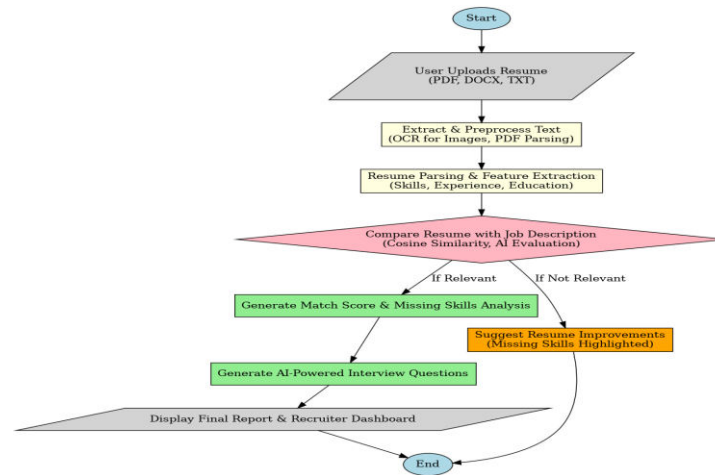 Start
User Uploads Resume
(PDF, DOCX, TXT)
Extract & Preprocess Text
(OCR for Images, PDF Parsing)
Resume Parsing & Feature Extraction
(Skills, Experience, Education)
Compare Resume with Job Description
(Cosine Similarity, AI Evaluation)
If Relevant
If Not Relevant
Generate Match Score & Missing Skills Analysis
Suggest Resume Improvements
(Missing Skills Highlighted)
Generate AI-Powered Interview Questions
Display Final Report & Recruiter Dashboard
End